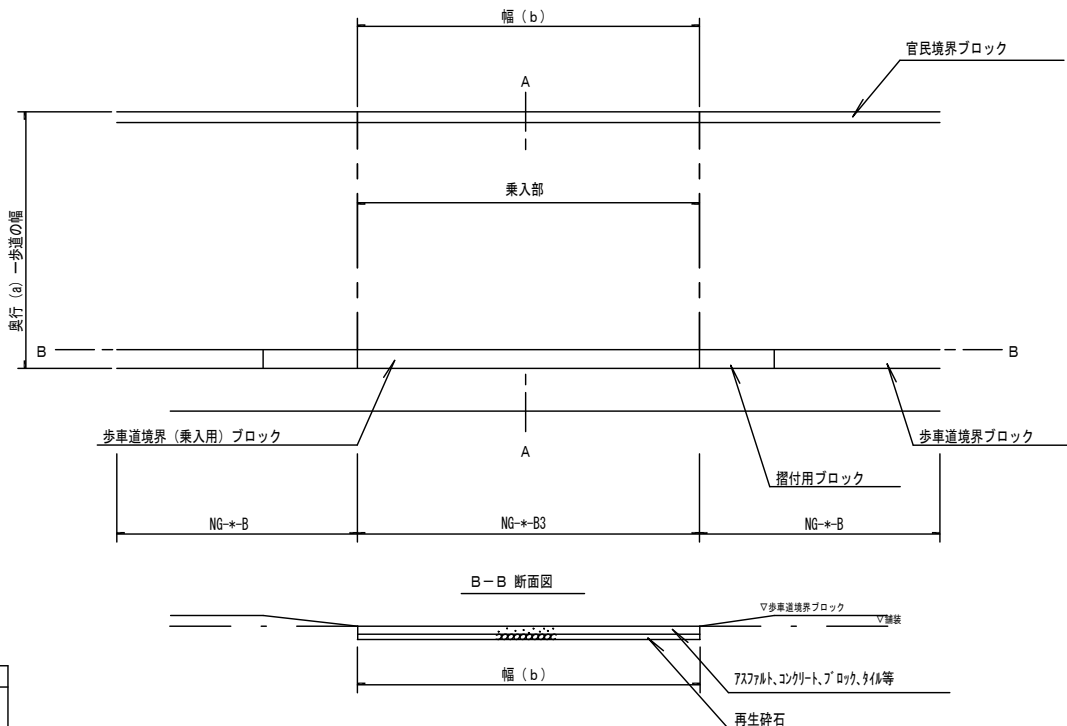 幅（b）
官民境界ブロック
A
乗入部
奥行（a）ー歩道の幅
B
B
歩車道境界（乗入用）ブロック
A
歩車道境界ブロック
摺付用ブロック
NG-*-B
NG-*-B3
NG-*-B
B－B 断面図
▽歩車道境界ブロック
▽舗装
幅（b）
アスファルト、コンクリート、ブロック、タイル等
再生砕石